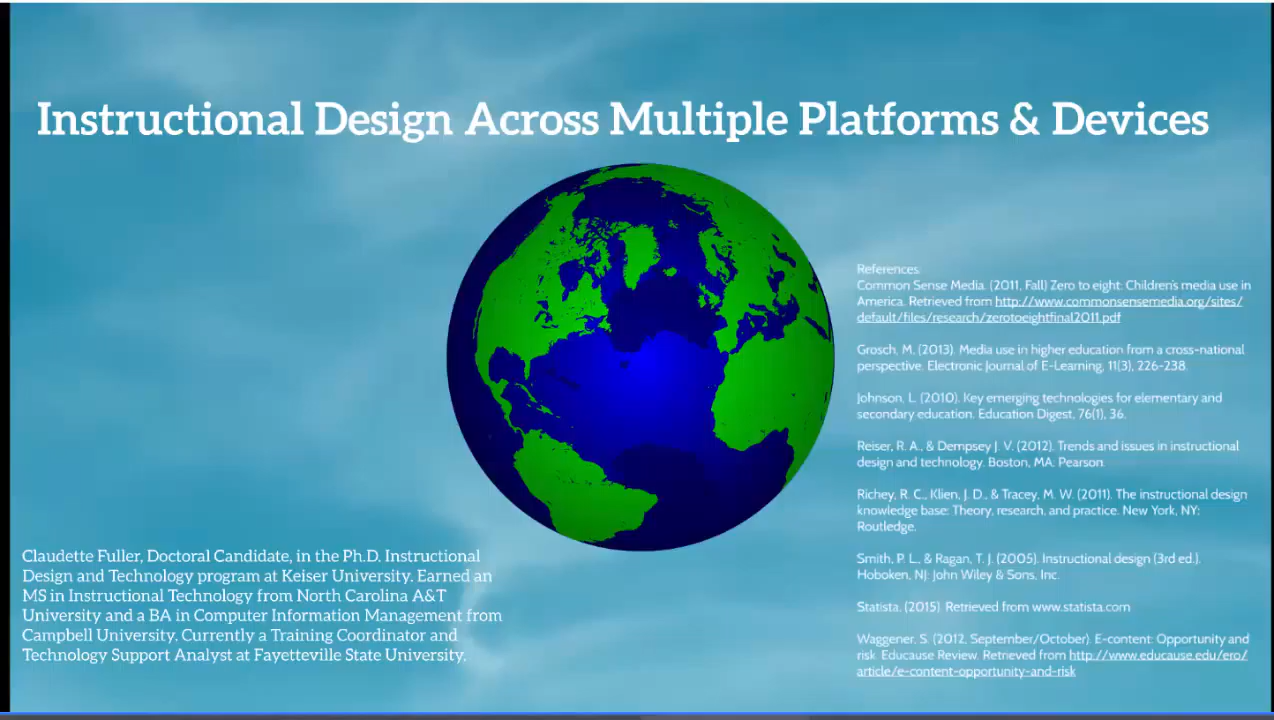 Instructional Design Across Multiple Platforms & Devices
References:
Common Sense Media. (2011, Fall) Zero to eight: Children's media use in
America. Retrieved from http://www.commonsensemedia.org/sites/
default/files/research/zerotoeightfinal2011.pdf
Grosch, M. (2013). Media use in higher education from a cross-national
perspective. Electronic Journal of E-Learning, 11(3), 226-238.
Johnson, L. (2010). Key emerging technologies for elementary and
secondary education. Education Digest, 76(1), 36.
Reiser, R. A., & Dempsey J. V. (2012). Trends and issues in instructional
design and technology. Boston, MA. Pearson.
Richey, R. C., Klien, J. D., & Tracey, M. W. (2011). The instructional design
knowledge base: Theory, research, and practice. New York, NY:
Routledge.
Smith, P. L., & Ragan, T. J. (2005). Instructional design (3rd ed.).
Hoboken, NJ: John Wiley & Sons, Inc.
Statista. (2015). Retrieved from www.statista.com
Waggener, S. (2012, September/October). E-content: Opportunity and
risk. Educause Review. Retrieved from http://www.educause.edu/ero/
article/e-content-opportunity-and-risk
Claudette Fuller, Doctoral Candidate, in the Ph.D. Instructional
Design and Technology program at Keiser University. Earned an
MS in Instructional Technology from North Carolina A&T
University and a BA in Computer Information Management from
Campbell University. Currently a Training Coordinator and
Technology Support Analyst at Fayetteville State University.